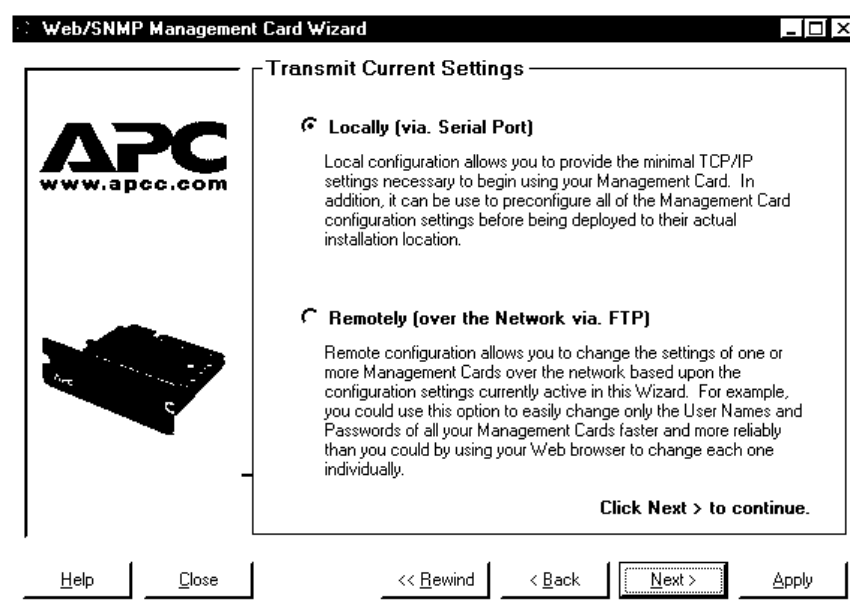 Web/SNMP Management Card Wizard
Transmit Current Settings
APC
www.apcc.com
Locally (via. Serial Port)
Local configuration allows you to provide the minimal TCP/IP
settings necessary to begin using your Management Card. In
addition, it can be use to preconfigure all of the Management Card
configuration settings before being deployed to their actual
installation location.
Remotely (over the Network via. FTP)
Remote configuration allows you to change the settings of one or
more Management Cards over the network based upon the
configuration settings currently active in this Wizard. For example,
you could use this option to easily change only the User Names and
Passwords of all your Management Cards faster and more reliably
than you could by using your Web browser to change each one
individually.
Click Next > to continue.
APC
Help
Close
<< Rewind
< Back
Next >
Apply